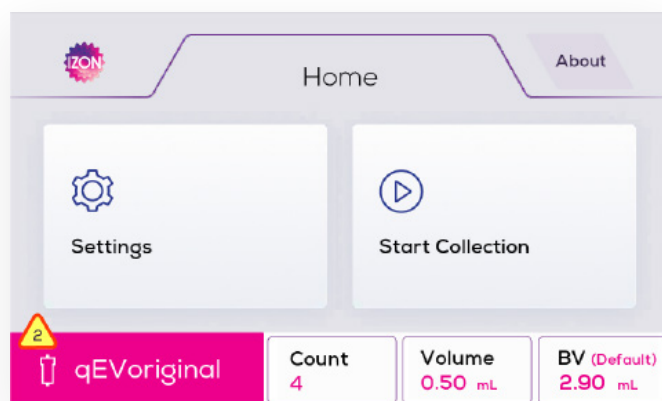 IZON
Home
About
Settings
Start Collection
2
qEVoriginal
Count
4
Volume
0.50 mL
BV (Default)
2.90 mL